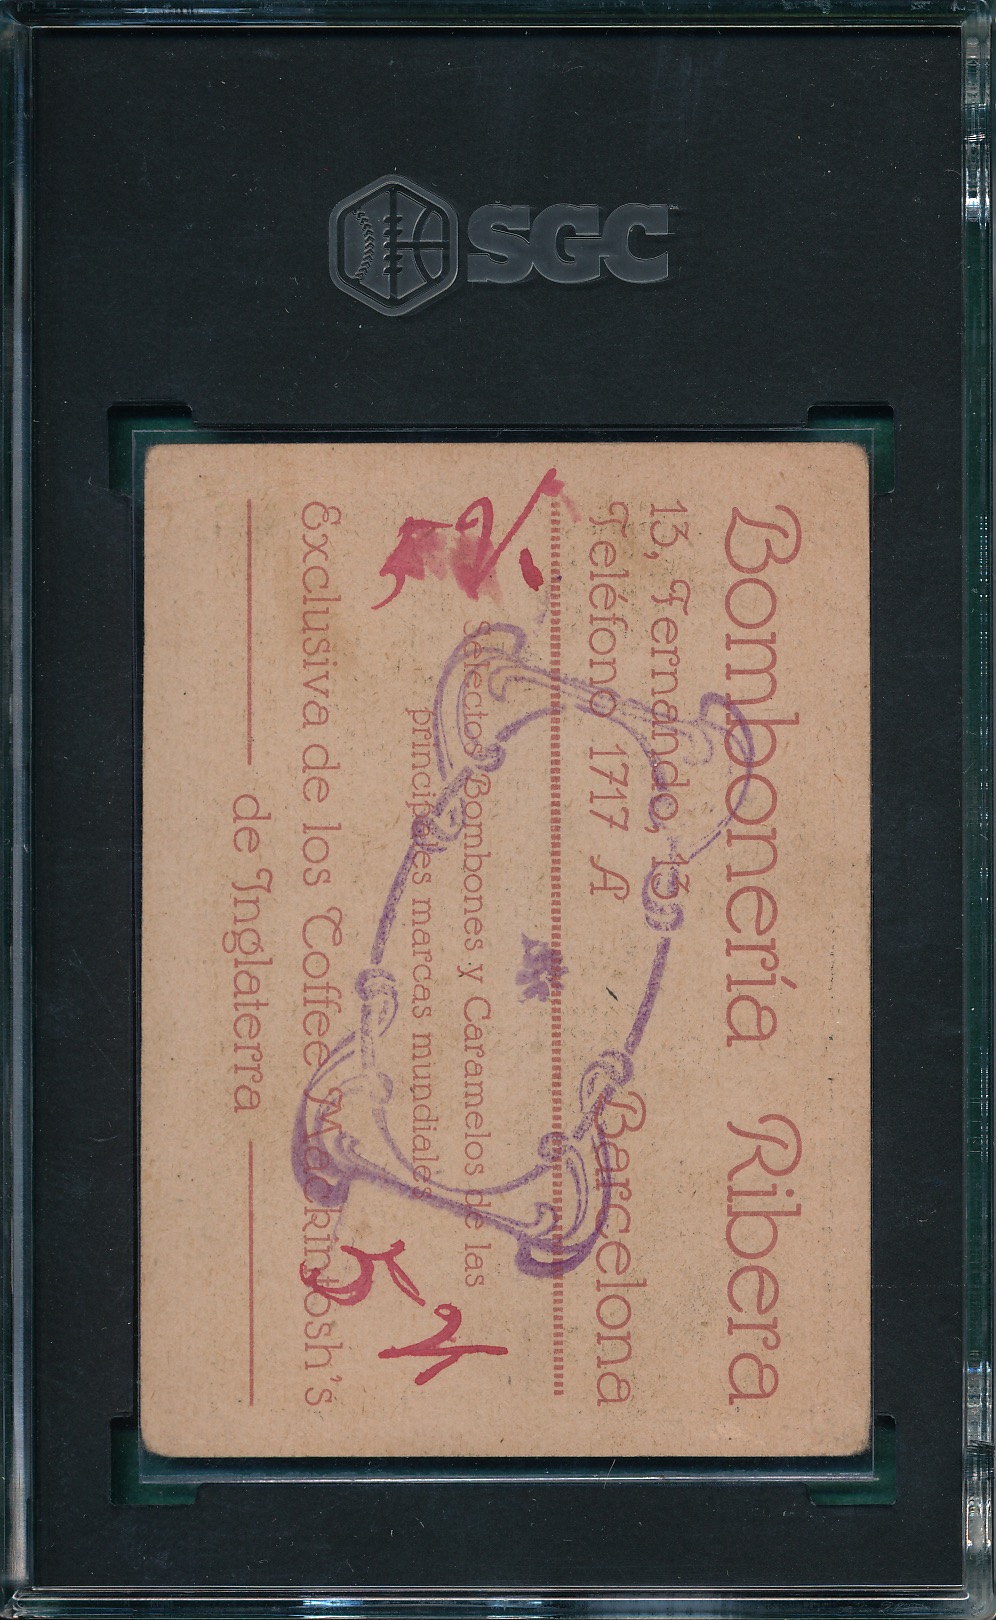 SGC
Bombonería Ribera
13, Fernando, 13
Teléfono 1717 A Barcelona
Selectos Bombones y Caramelos de las
principales marcas mundiales
Exclusiva de los Coffee Mackintosh's
de Inglaterra